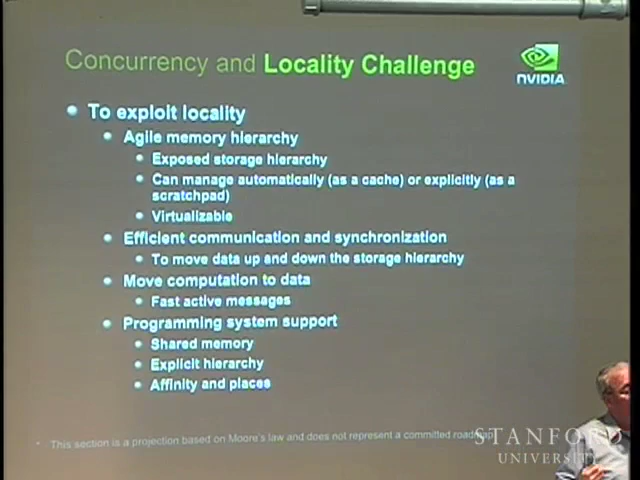 Concurrency and Locality Challenge
NVIDIA
To exploit locality
Agile memory hierarchy
Exposed storage hierarchy
Can manage automatically (as a cache) or explicitly (as a
scratchpad)
Virtualizable
Efficient communication and synchronization
To move data up and down the storage hierarchy
Move computation to data
Fast active messages
Programming system support
Shared memory
Explicit hierarchy
Affinity and places
This section is a projection based on Moore's law and does not represent a committed roadmap
STANFORD
UNIVERSITY